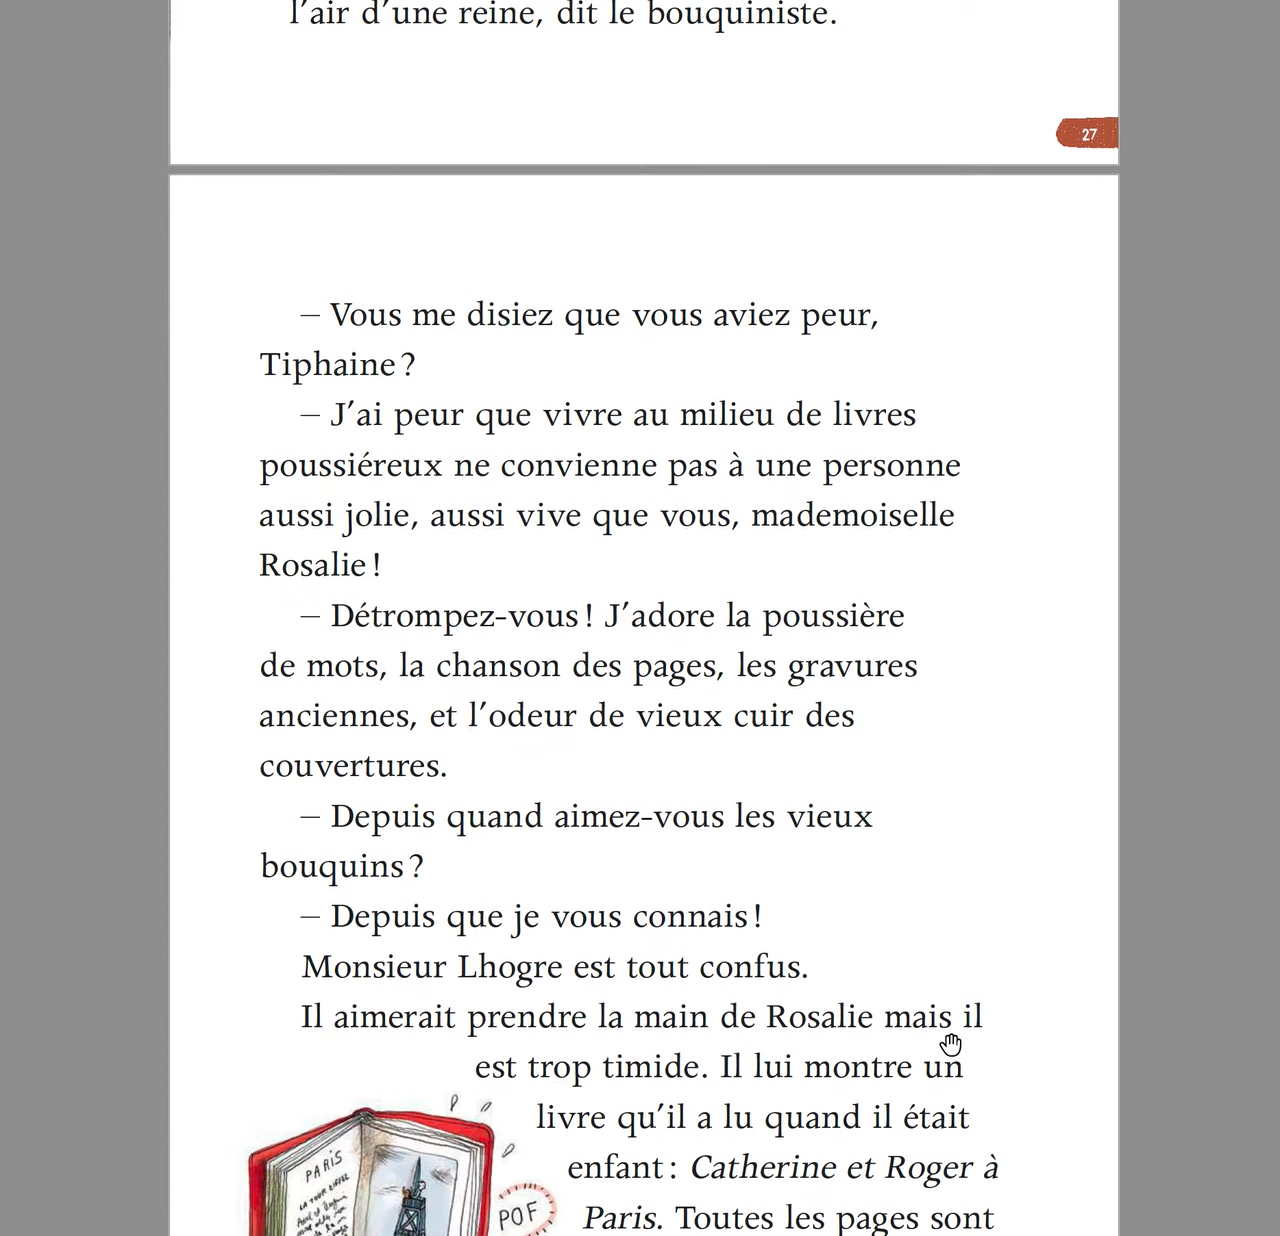 l’air d’une reine, dit le bouquiniste.
27
– Vous me disiez que vous aviez peur,
Tiphaine ?
– J’ai peur que vivre au milieu de livres
poussiéreux ne convienne pas à une personne
aussi jolie, aussi vive que vous, mademoiselle
Rosalie !
– Détrompez-vous ! J’adore la poussière
de mots, la chanson des pages, les gravures
anciennes, et l’odeur de vieux cuir des
couvertures.
– Depuis quand aimez-vous les vieux
bouquins ?
– Depuis que je vous connais !
Monsieur Lhogre est tout confus.
Il aimerait prendre la main de Rosalie mais il
est trop timide. Il lui montre un
livre qu’il a lu quand il était
enfant : Catherine et Roger à
Paris. Toutes les pages sont
PARIS
LA TOUR EIFFEL
POF